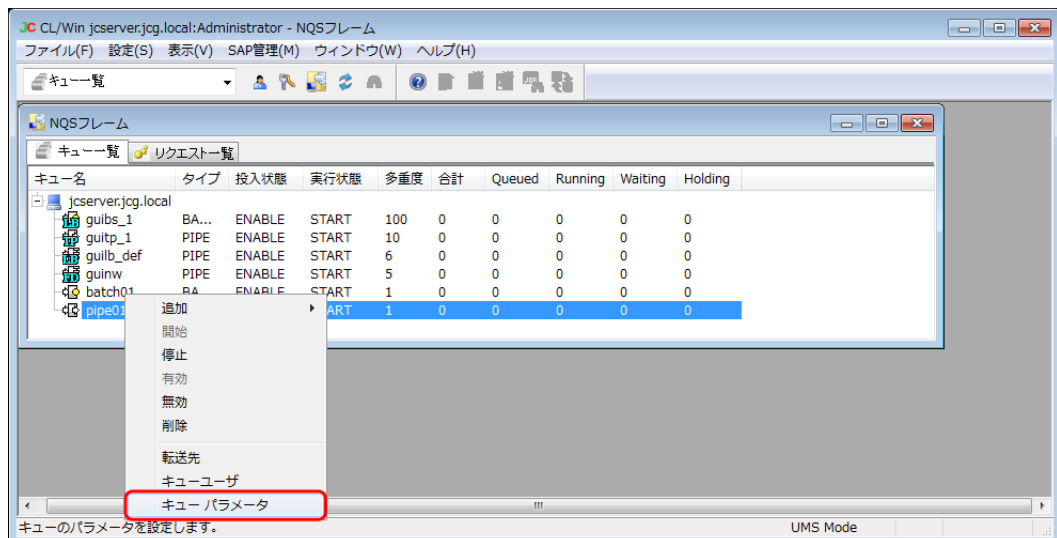 JC CL/Win jcserver.jcg.local:Administrator - NQSフレーム
ファイル(F) 設定(S) 表示(V) SAP管理(M) ウィンドウ(W) ヘルプ(H)
キュー一覧
NQSフレーム
キュー一覧 リクエスト一覧
キュー名 タイプ 投入状態 実行状態 多重度 合計 Queued Running Waiting Holding
jcserver.jcg.local
guibs_1 BA... ENABLE START 100 0 0 0 0 0
guitp_1 PIPE ENABLE START 10 0 0 0 0 0
guilb_def PIPE ENABLE START 6 0 0 0 0 0
guinw PIPE ENABLE START 5 0 0 0 0 0
batch01 BA... ENABLE START 1 0 0 0 0 0
pipe01 ART 1 0 0 0 0 0
追加
開始
停止
有効
無効
削除
転送先
キューユーザ
キュー パラメータ
キューのパラメータを設定します。 UMS Mode